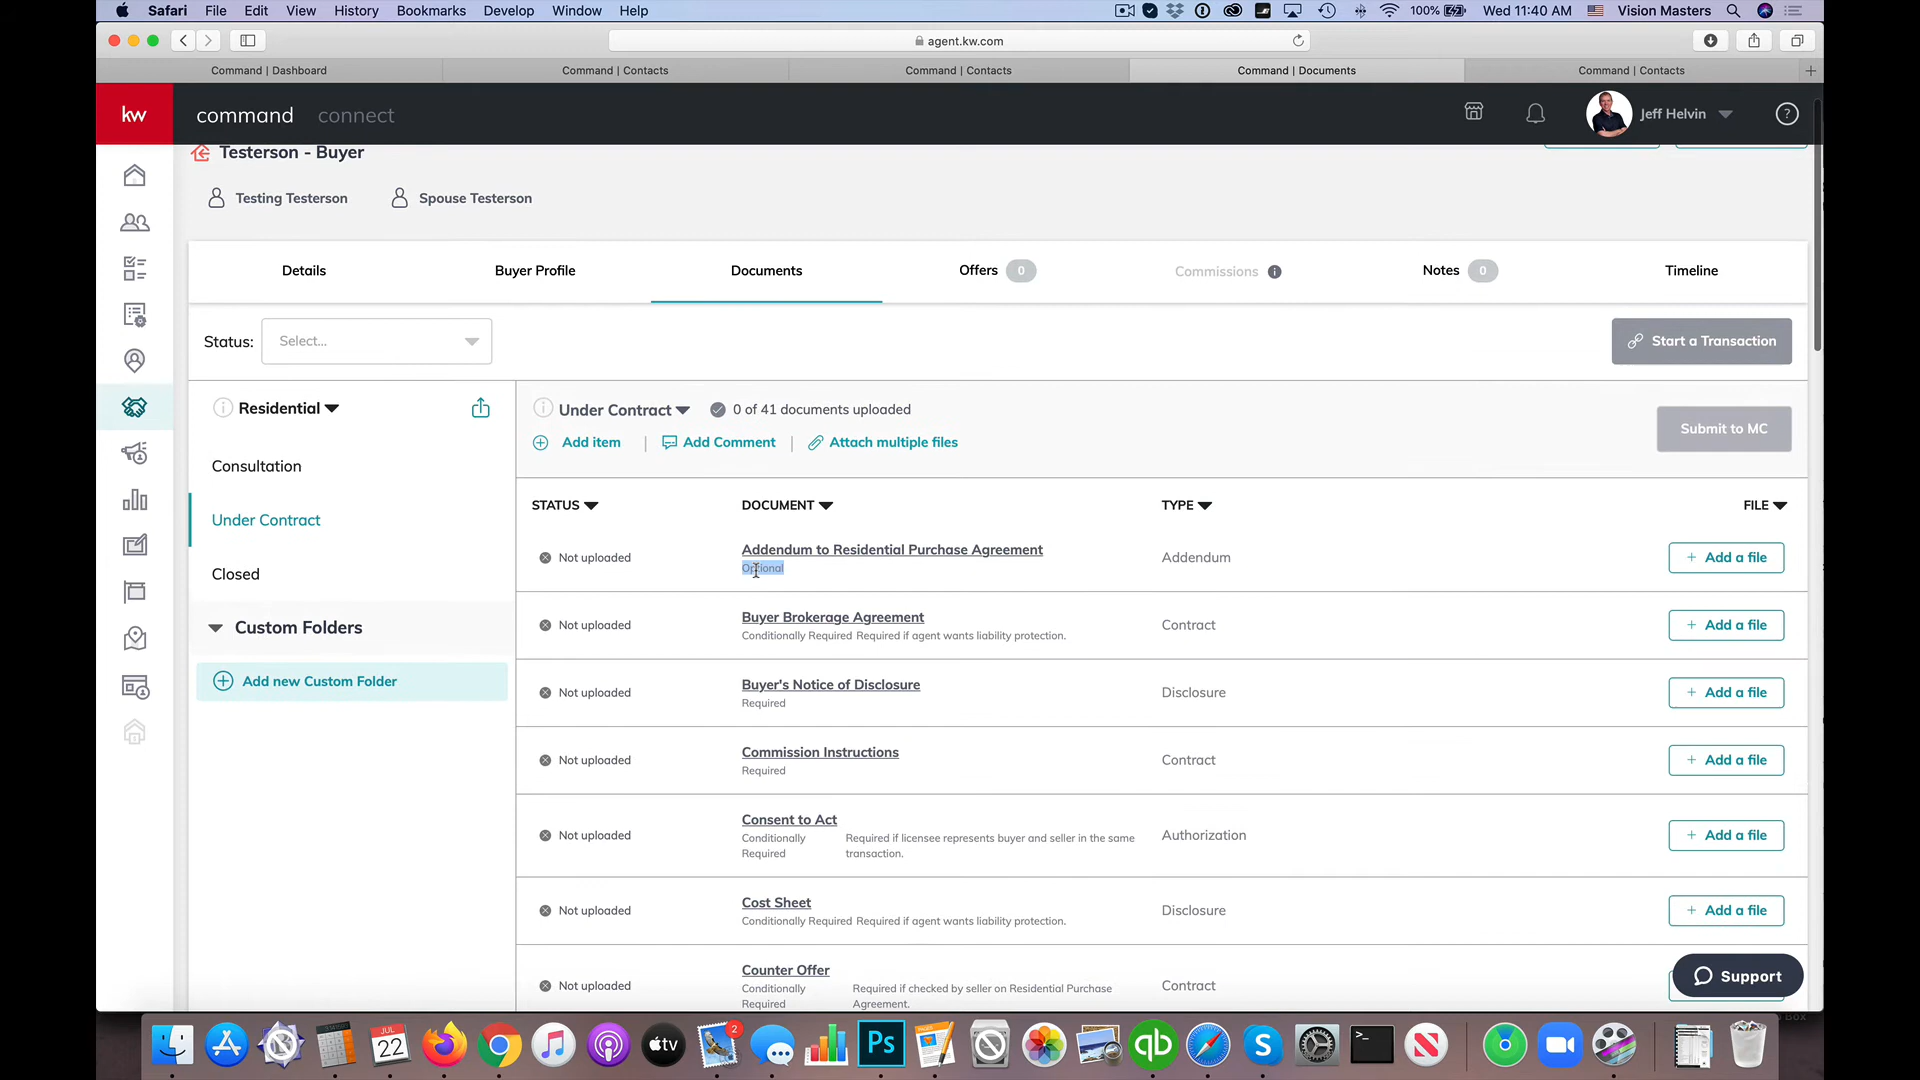 Safari File Edit View History Bookmarks Develop Window Help 100% Wed 11:40 AM Vision Masters
agent.kw.com
Command | Dashboard Command | Contacts Command | Contacts Command | Documents Command | Contacts
kw command connect Jeff Helvin ?
Testerson - Buyer
Testing Testerson Spouse Testerson
Details Buyer Profile Documents Offers 0 Commissions i Notes 0 Timeline
Status: Select... Start a Transaction
Residential
Consultation
Under Contract
Closed
Custom Folders
Add new Custom Folder
Under Contract 0 of 41 documents uploaded
Add item | Add Comment | Attach multiple files
Submit to MC
STATUS DOCUMENT TYPE FILE
Not uploaded Addendum to Residential Purchase Agreement Addendum + Add a file
Optional
Not uploaded Buyer Brokerage Agreement Contract + Add a file
Conditionally Required Required if agent wants liability protection.
Not uploaded Buyer's Notice of Disclosure Disclosure + Add a file
Required
Not uploaded Commission Instructions Contract + Add a file
Required
Not uploaded Consent to Act Authorization + Add a file
Conditionally Required if licensee represents buyer and seller in the same
Required transaction.
Not uploaded Cost Sheet Disclosure + Add a file
Conditionally Required Required if agent wants liability protection.
Not uploaded Counter Offer Contract
Conditionally Required if checked by seller on Residential Purchase
Required Agreement.
Support
JUL
22
2
tv
Ps
qb
S
>_
N
Box